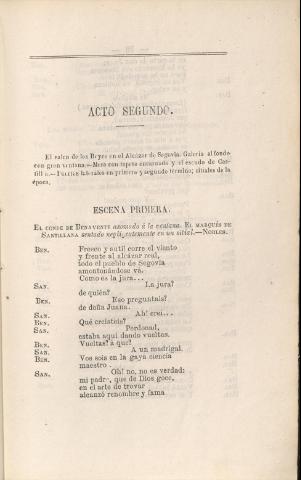 ACTO SEGUNDO.
El salon de los Reyes en el Alcázar de Segovia. Galería al fondo
con gran ventana.—Mesa con tapete encarnado y el escudo de Cas-
till a.—Puertas laterales en primero y segundo término; sitiales de la
época.
ESCENA PRIMERA.
EL CONDE DE BENAVENTE asomado á la ventana. EL MARQUÉS DE
SANTILLANA sentado negligentemente en un sitial.—NOBLES.
BEN. Fresco y sutil corre el viento
y frente al alcázar real,
todo el pueblo de Segovia
amontonándose vá.
Como es la jura...
SAN. La jura?
de quién?
BEN. Eso preguntais?
de doña Juana.
SAN. Ah! crei...
BEN. Qué creisteis?
SAN. Perdonad,
estaba aqui dando vueltas.
BEN. Vueltas? á qué?
SAN. A un madrigal.
BEN. Vos sois en la gaya ciencia
maestro.
SAN. Oh! no, no es verdad:
mi padre, que de Dios goce,
en el arte de trovar
alcanzó renombre y fama